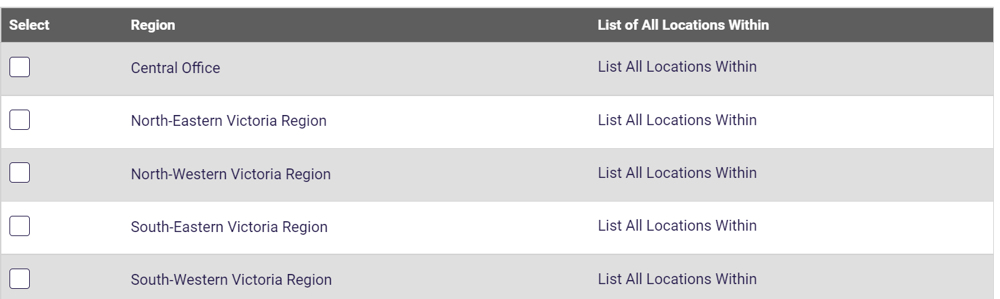 Select Region List of All Locations Within
Central Office List All Locations Within
North-Eastern Victoria Region List All Locations Within
North-Western Victoria Region List All Locations Within
South-Eastern Victoria Region List All Locations Within
South-Western Victoria Region List All Locations Within